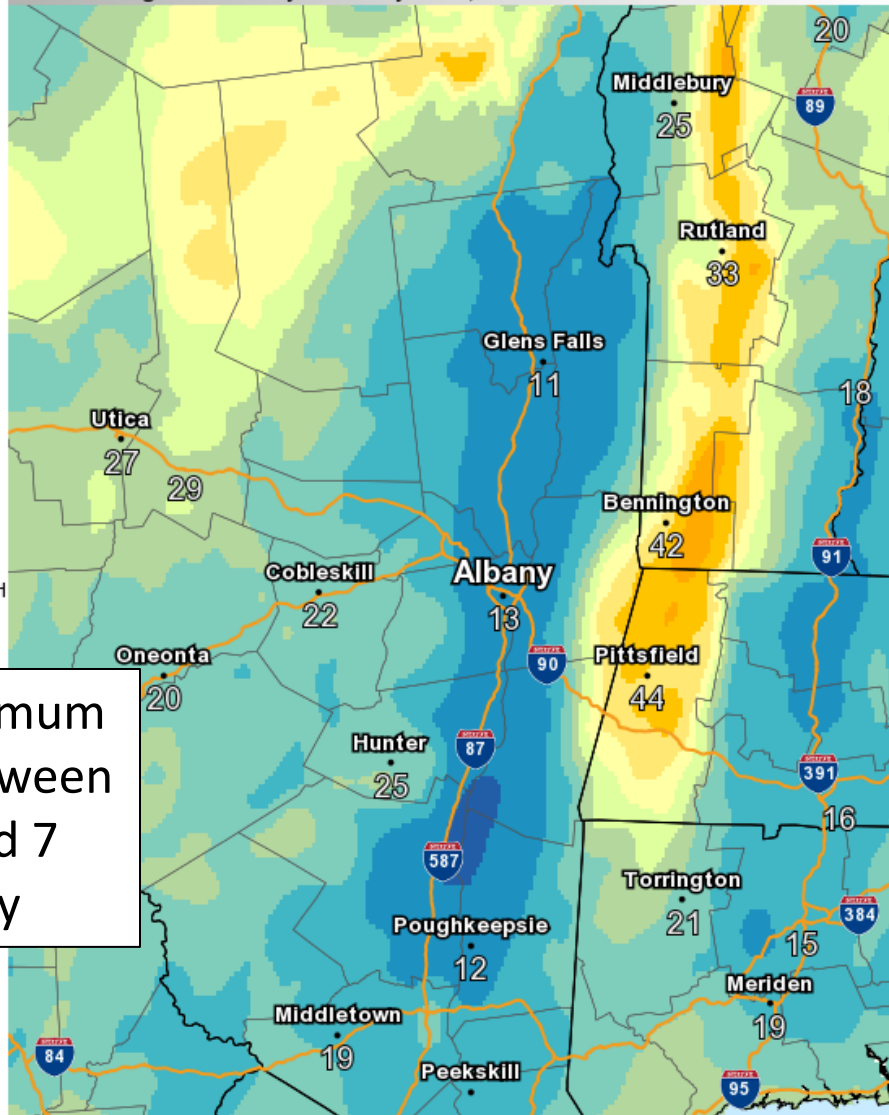 20
Middlebury
89
25
Rutland
33
Glens Falls
11
18
Utica
27
29
Bennington
42
91
Albany
13
Cobleskill
22
H
Oneonta
20
90
Pittsfield
44
mum
ween
d 7
y
Hunter
25
87
391
16
587
Torrington
21
384
15
Poughkeepsie
12
Meriden
19
Middletown
19
84
Peekskill
95